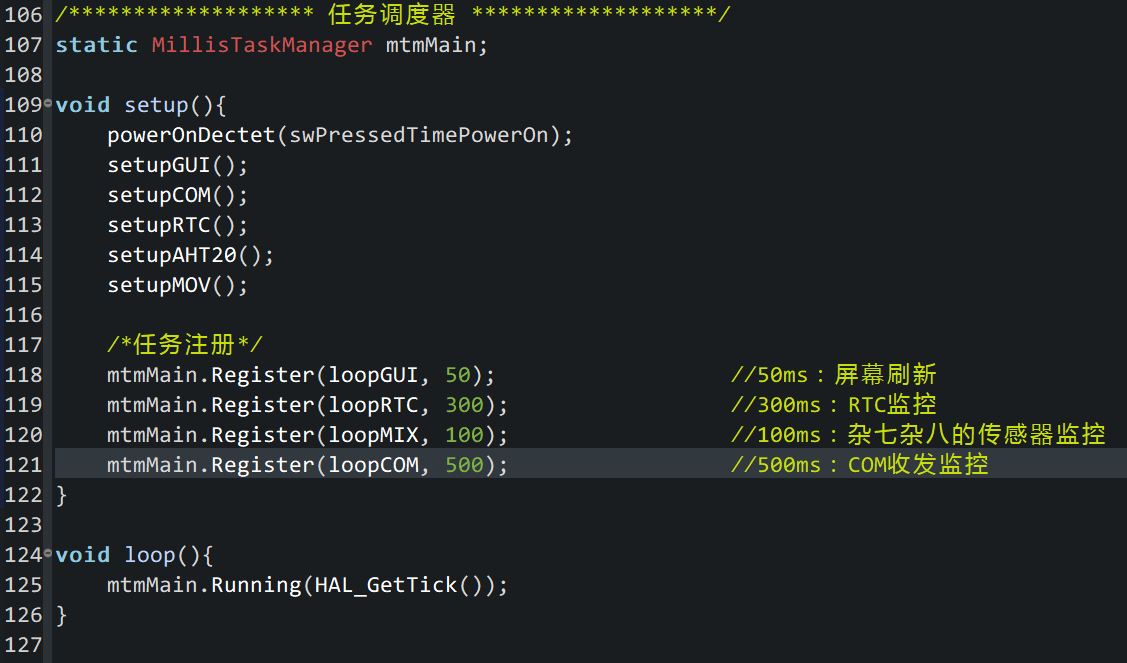 106 /******************* 任务调度器 *******************/
107 static MillisTaskManager mtmMain;
108
109 void setup(){
110     powerOnDectet(swPressedTimePowerOn);
111     setupGUI();
112     setupCOM();
113     setupRTC();
114     setupAHT20();
115     setupMOV();
116
117     /*任务注册*/
118     mtmMain.Register(loopGUI, 50);                  //50ms：屏幕刷新
119     mtmMain.Register(loopRTC, 300);                 //300ms：RTC监控
120     mtmMain.Register(loopMIX, 100);                 //100ms：杂七杂八的传感器监控
121     mtmMain.Register(loopCOM, 500);                 //500ms：COM收发监控
122 }
123
124 void loop(){
125     mtmMain.Running(HAL_GetTick());
126 }
127